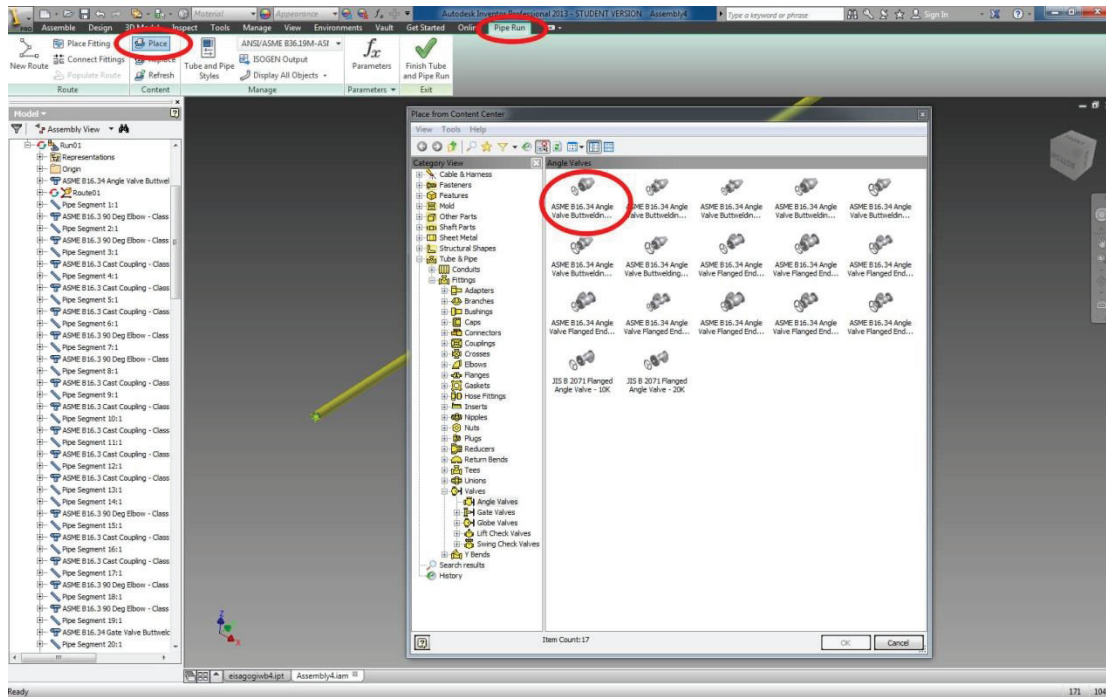 Material
Appearance
Autodesk Inventor Professional 2013 - STUDENT VERSION Assembly4
Type a keyword or phrase
Sign In
PRO
Assemble Design 3D Model Inspect Tools Manage View Environments Vault Get Started Online Pipe Run
New Route
Place Fitting
Connect Fittings
Populate Route
Place
Replace
Refresh
Tube and Pipe
Styles
ANSI/ASME B36.19M-AST
ISOGEN Output
Display All Objects
Parameters
Finish Tube
and Pipe Run
Route Content Manage Parameters Exit
Model
Assembly View
Run01
Representations
Origin
ASME B16.34 Angle Valve Buttwel
Route01
Pipe Segment 1:1
ASME B16.3 90 Deg Elbow - Class
Pipe Segment 2:1
ASME B16.3 90 Deg Elbow - Class
Pipe Segment 3:1
ASME B16.3 Cast Coupling - Class
Pipe Segment 4:1
ASME B16.3 Cast Coupling - Class
Pipe Segment 5:1
ASME B16.3 Cast Coupling - Class
Pipe Segment 6:1
ASME B16.3 90 Deg Elbow - Class
Pipe Segment 7:1
ASME B16.3 90 Deg Elbow - Class
Pipe Segment 8:1
ASME B16.3 Cast Coupling - Class
Pipe Segment 9:1
ASME B16.3 Cast Coupling - Class
Pipe Segment 10:1
ASME B16.3 Cast Coupling - Class
Pipe Segment 11:1
ASME B16.3 Cast Coupling - Class
Pipe Segment 12:1
ASME B16.3 Cast Coupling - Class
Pipe Segment 13:1
Pipe Segment 14:1
ASME B16.3 90 Deg Elbow - Class
Pipe Segment 15:1
ASME B16.3 Cast Coupling - Class
Pipe Segment 16:1
ASME B16.3 Cast Coupling - Class
Pipe Segment 17:1
ASME B16.3 90 Deg Elbow - Class
Pipe Segment 18:1
ASME B16.3 90 Deg Elbow - Class
Pipe Segment 19:1
ASME B16.34 Gate Valve Buttwelc
Pipe Segment 20:1
Place from Content Center
View Tools Help
Category View
Cable & Harness
Fasteners
Features
Mold
Other Parts
Shaft Parts
Sheet Metal
Structural Shapes
Tube & Pipe
Conduits
Fittings
Adapters
Branches
Bushings
Caps
Connectors
Couplings
Crosses
Elbows
Flanges
Gaskets
Hose Fittings
Inserts
Nipples
Nuts
Plugs
Reducers
Return Bends
Tees
Unions
Valves
Angle Valves
Gate Valves
Globe Valves
Lift Check Valves
Swing Check Valves
Y Bends
Search results
History
Angle Valves
ASME B16.34 Angle ASME B16.34 Angle ASME B16.34 Angle ASME B16.34 Angle ASME B16.34 Angle
Valve Buttweldin... Valve Buttweldin... Valve Buttweldin... Valve Buttweldin... Valve Buttweldin...
ASME B16.34 Angle ASME B16.34 Angle ASME B16.34 Angle ASME B16.34 Angle ASME B16.34 Angle
Valve Buttweldin... Valve Buttwelding... Valve Flanged End... Valve Flanged End... Valve Flanged End...
ASME B16.34 Angle ASME B16.34 Angle ASME B16.34 Angle ASME B16.34 Angle ASME B16.34 Angle
Valve Flanged End... Valve Flanged End... Valve Flanged End... Valve Flanged End... Valve Flanged End...
JIS B 2071 Flanged JIS B 2071 Flanged
Angle Valve - 10K Angle Valve - 20K
Item Count:17
OK Cancel
Z
X
eisagogiwb4.ipt Assembly4.iam
Ready
171 104